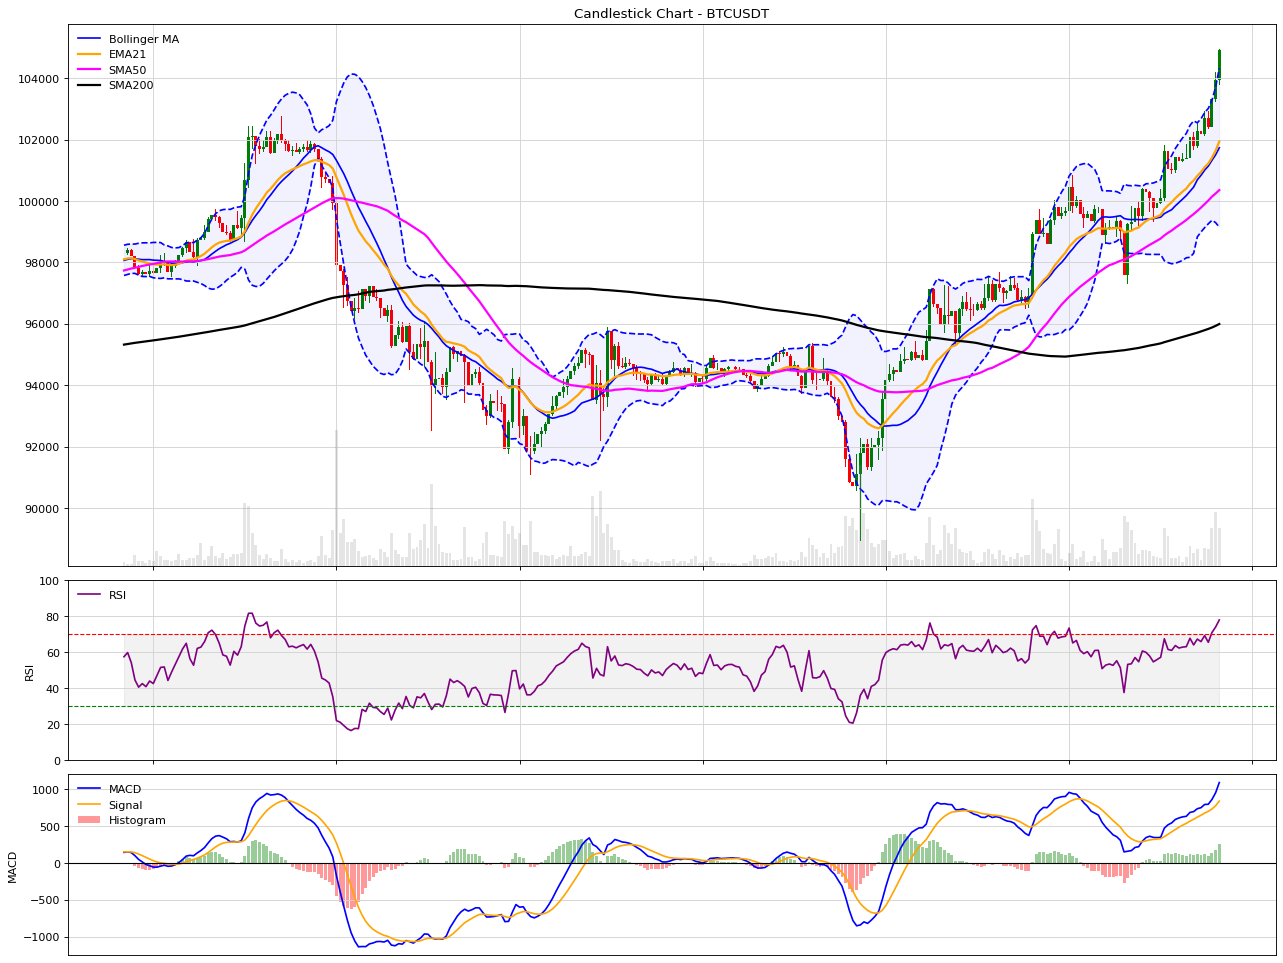 Candlestick Chart - BTCUSDT
Bollinger MA
EMA21
SMA50
SMA200
104000
102000
100000
98000
96000
94000
92000
90000
RSI
RSI
100
80
60
40
20
0
MACD
Signal
Histogram
MACD
1000
500
0
−500
−1000